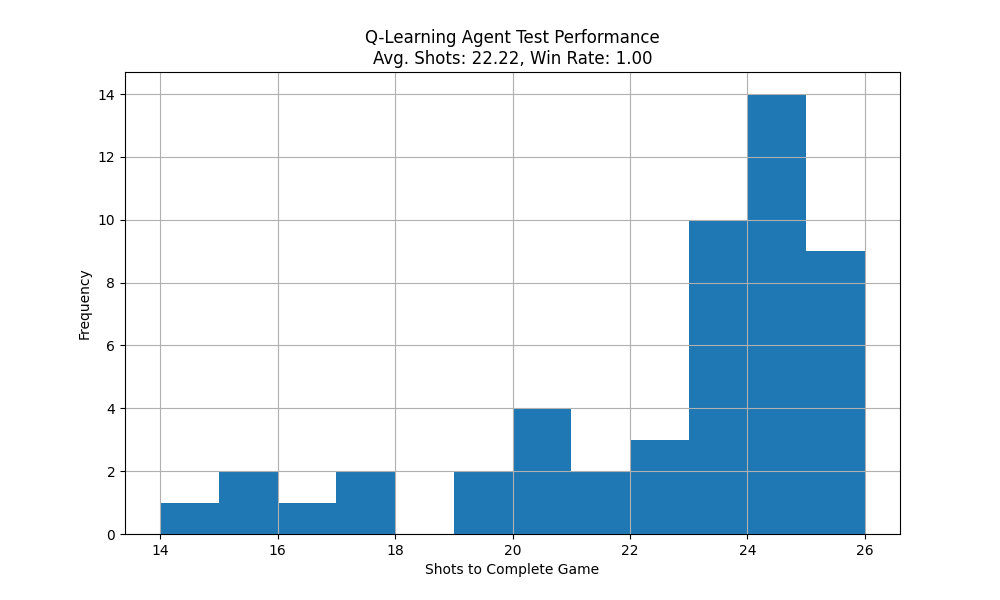 Q-Learning Agent Test Performance
Avg. Shots: 22.22, Win Rate: 1.00
14
12
10
8
6
4
2
0
Frequency
14 16 18 20 22 24 26
Shots to Complete Game